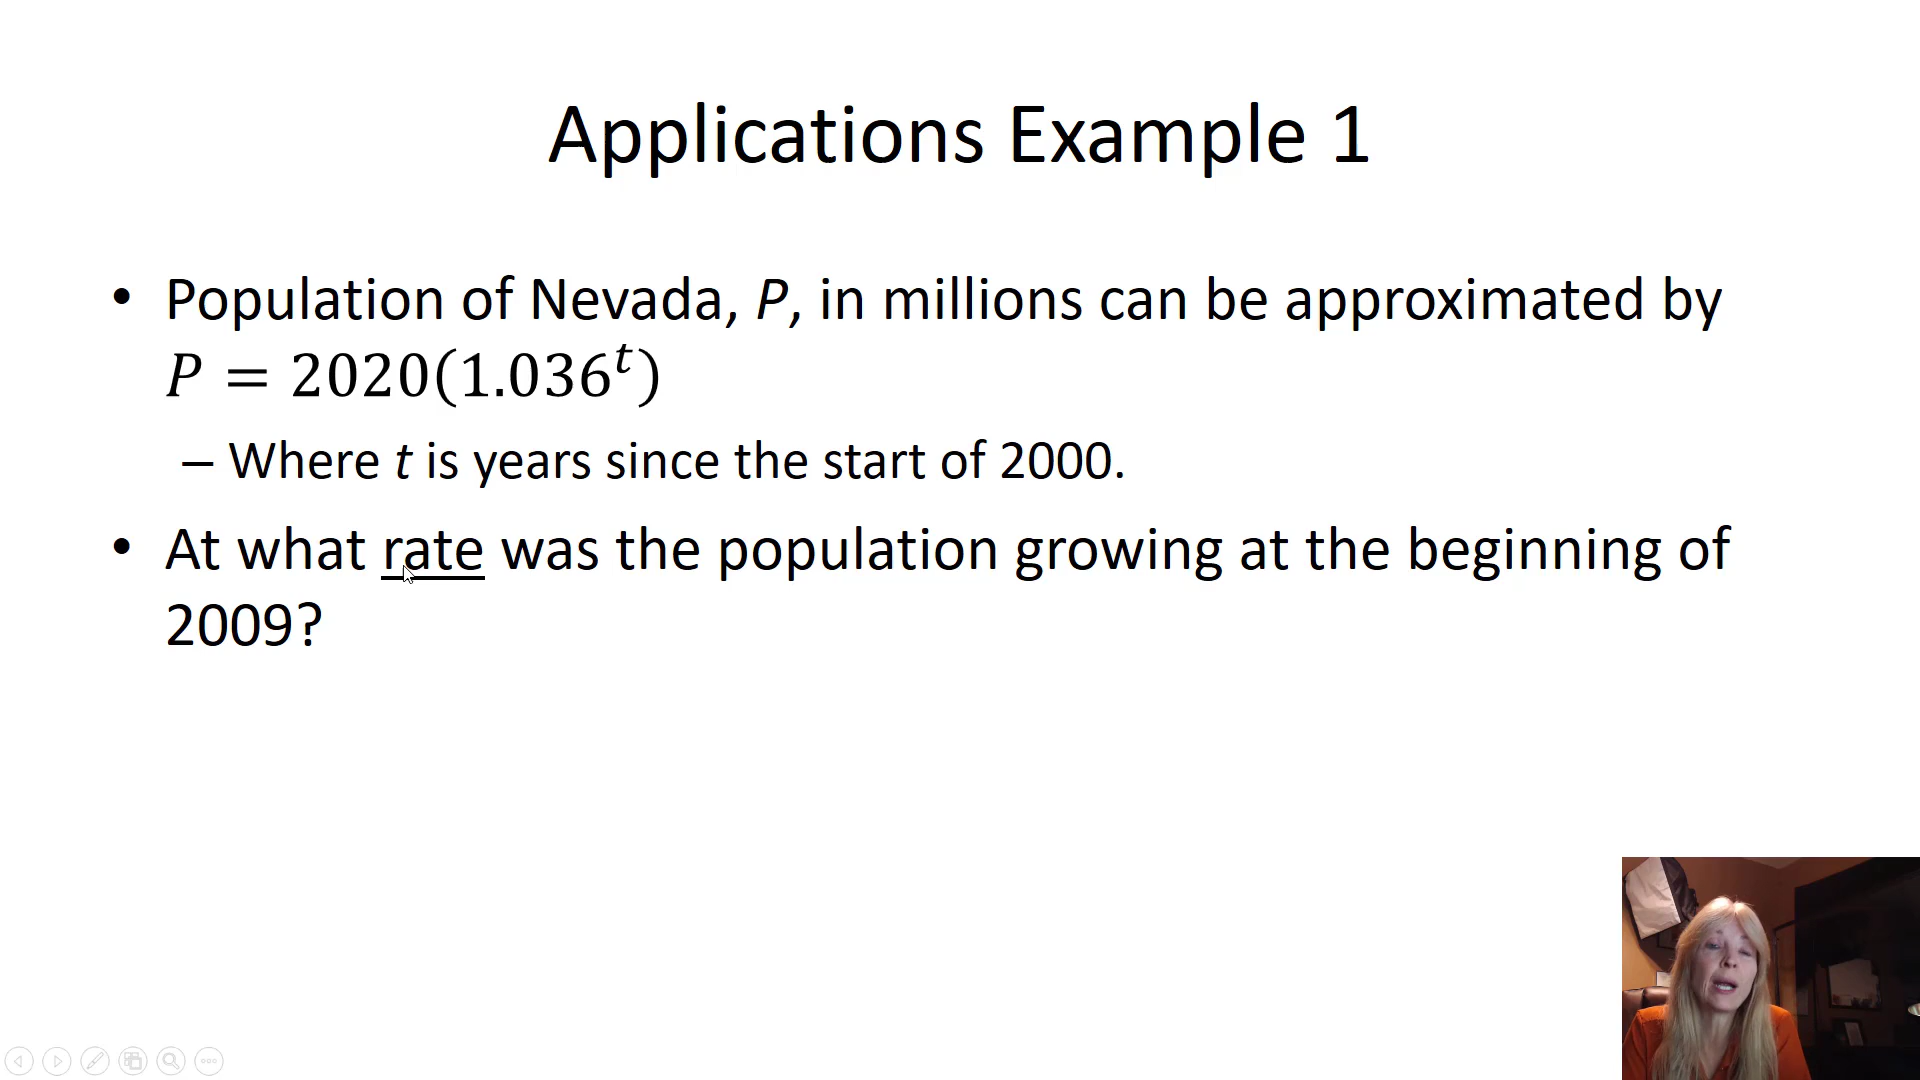 Applications Example 1
• Population of Nevada, P, in millions can be approximated by
P = 2020(1.036^t)
– Where t is years since the start of 2000.
• At what rate was the population growing at the beginning of
2009?